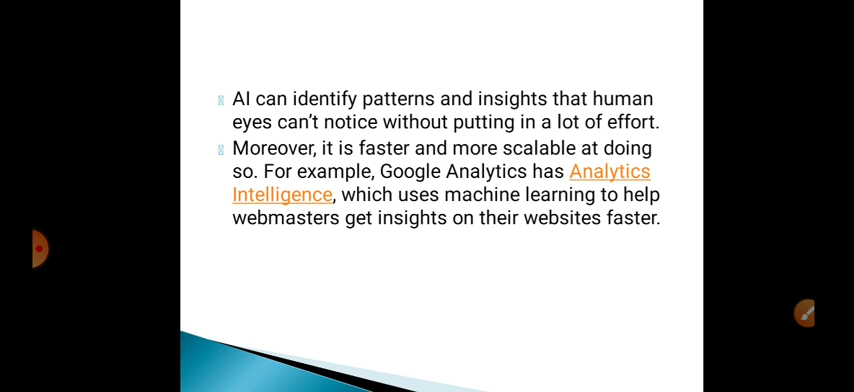 AI can identify patterns and insights that human
eyes can’t notice without putting in a lot of effort.
Moreover, it is faster and more scalable at doing
so. For example, Google Analytics has Analytics
Intelligence, which uses machine learning to help
webmasters get insights on their websites faster.